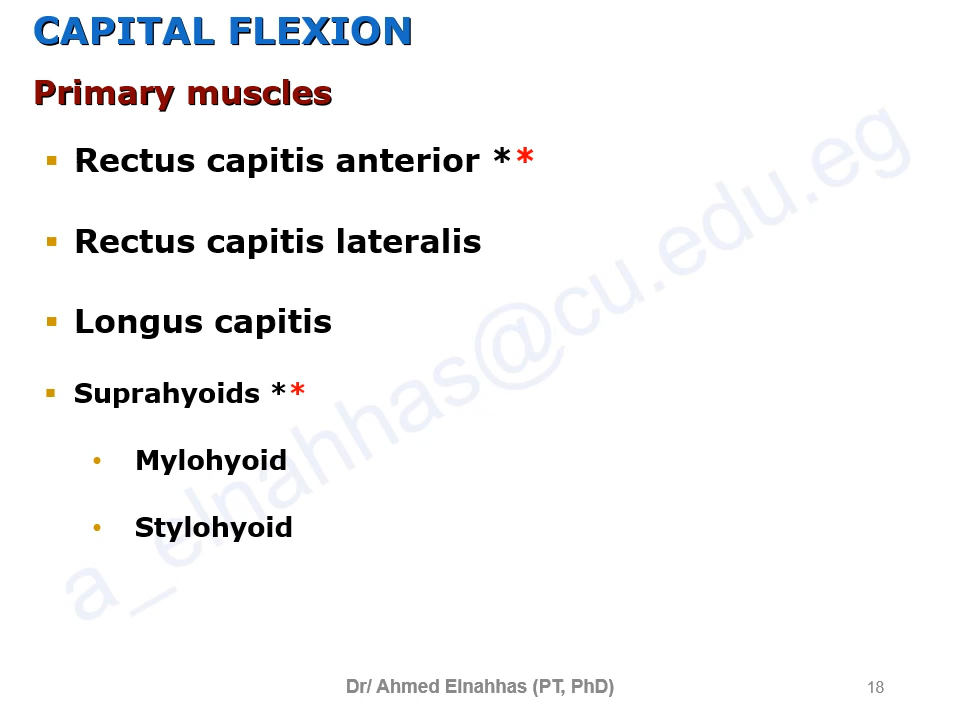 CAPITAL FLEXION
Primary muscles
▪ Rectus capitis anterior **
▪ Rectus capitis lateralis
▪ Longus capitis
▪ Suprahyoids **
• Mylohyoid
• Stylohyoid
a_elnahhas@cu.edu.eg
Dr/ Ahmed Elnahhas (PT, PhD)
18